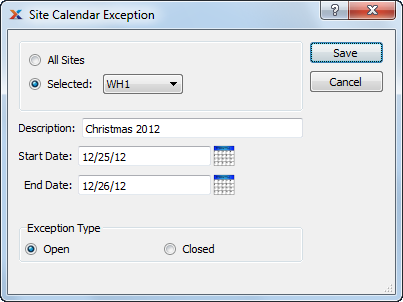 Site Calendar Exception
All Sites
Save
Selected: WH1
Cancel
Description: Christmas 2012
Start Date: 12/25/12
End Date: 12/26/12
Exception Type
Open Closed